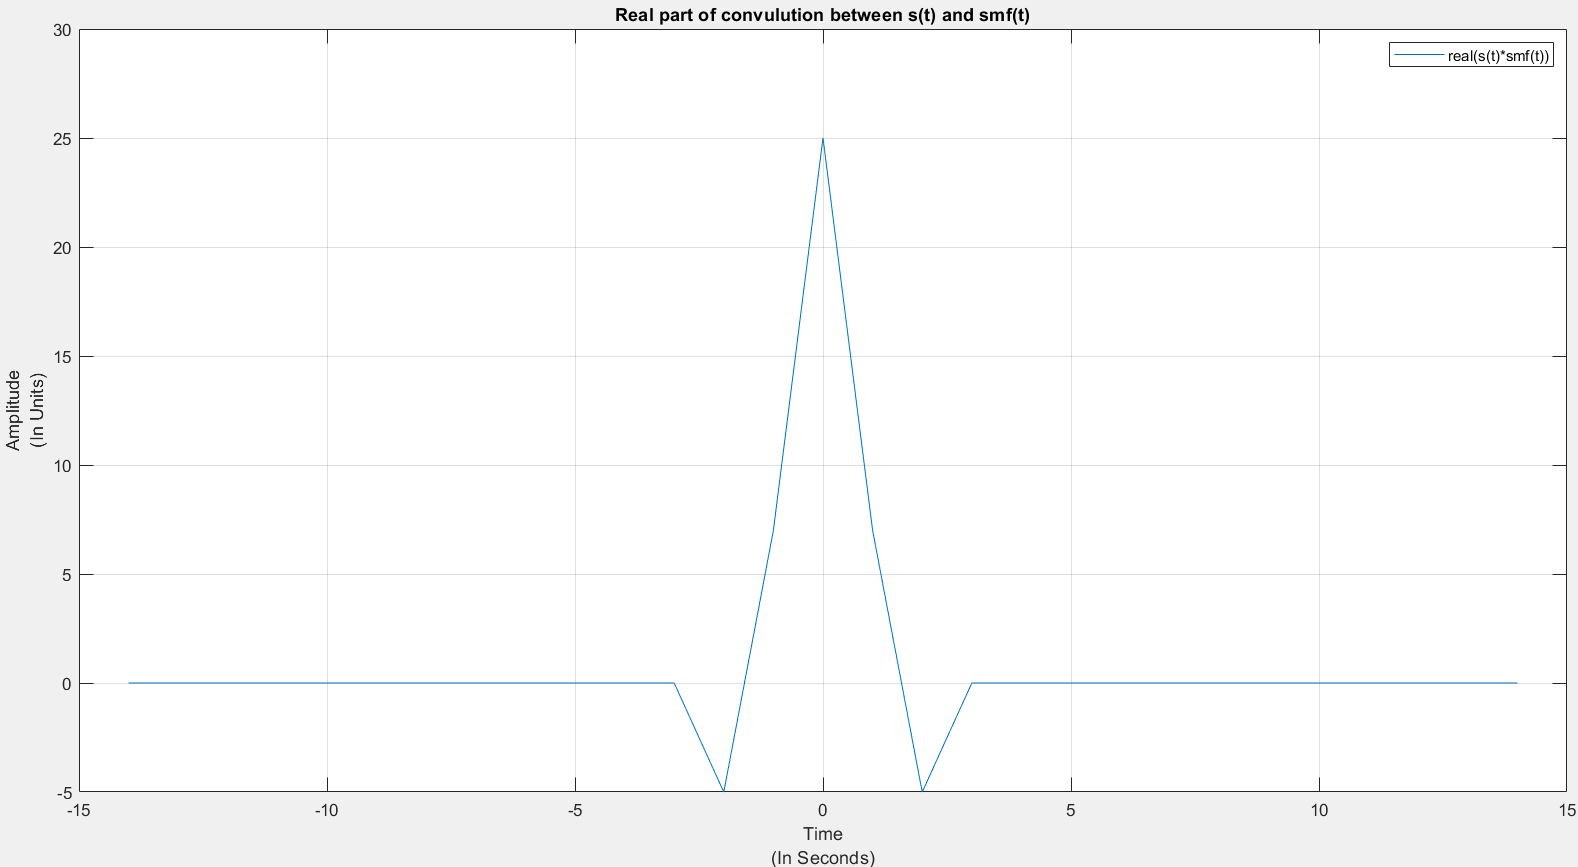 Real part of convulution between s(t) and smf(t)
real(s(t)*smf(t))
30
25
20
15
10
5
0
-5
Amplitude
(In Units)
-15 -10 -5 0 5 10 15
Time
(In Seconds)